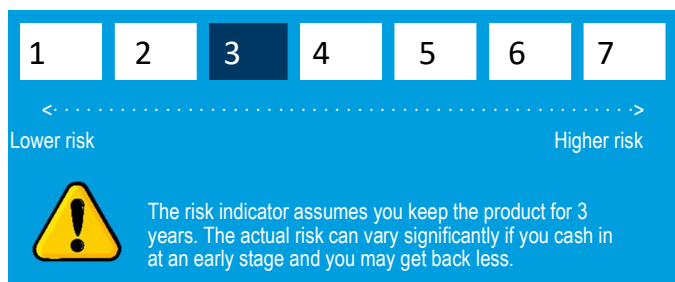 1 2 3 4 5 6 7
Lower risk Higher risk
The risk indicator assumes you keep the product for 3
years. The actual risk can vary significantly if you cash in
at an early stage and you may get back less.